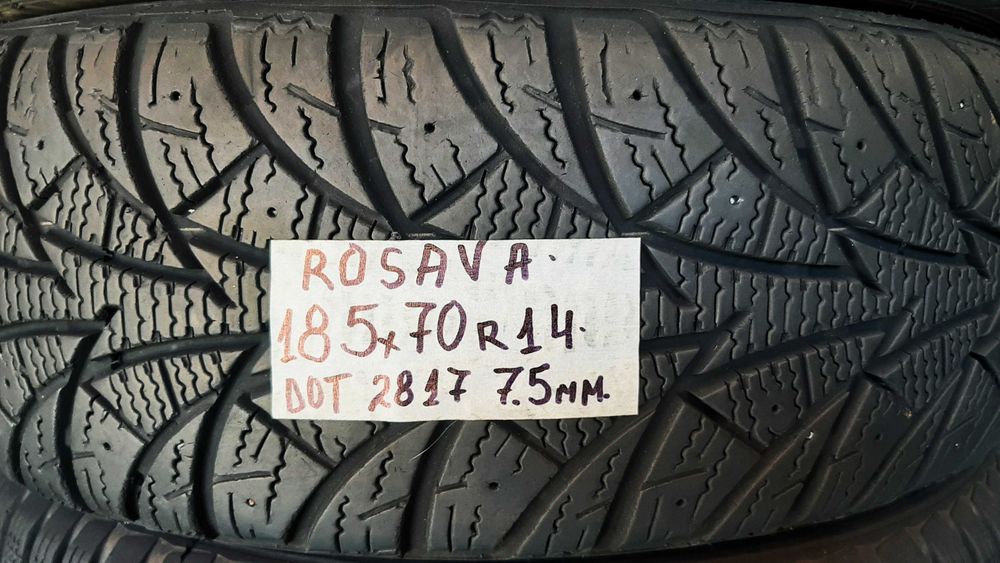 ROSAVA.
185x70R14.
DOT 2817 7.5мм.